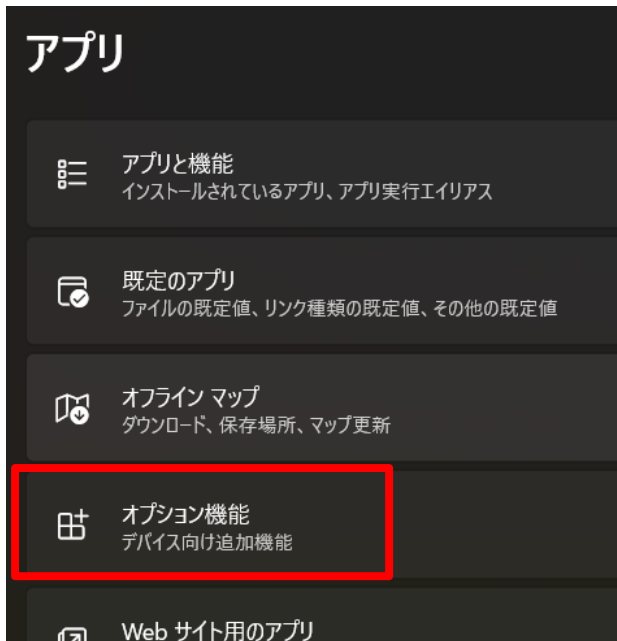 アプリ
アプリと機能
インストールされているアプリ、アプリ実行エイリアス
既定のアプリ
ファイルの既定値、リンク種類の既定値、その他の既定値
オフライン マップ
ダウンロード、保存場所、マップ更新
オプション機能
デバイス向け追加機能
Web サイト用のアプリ